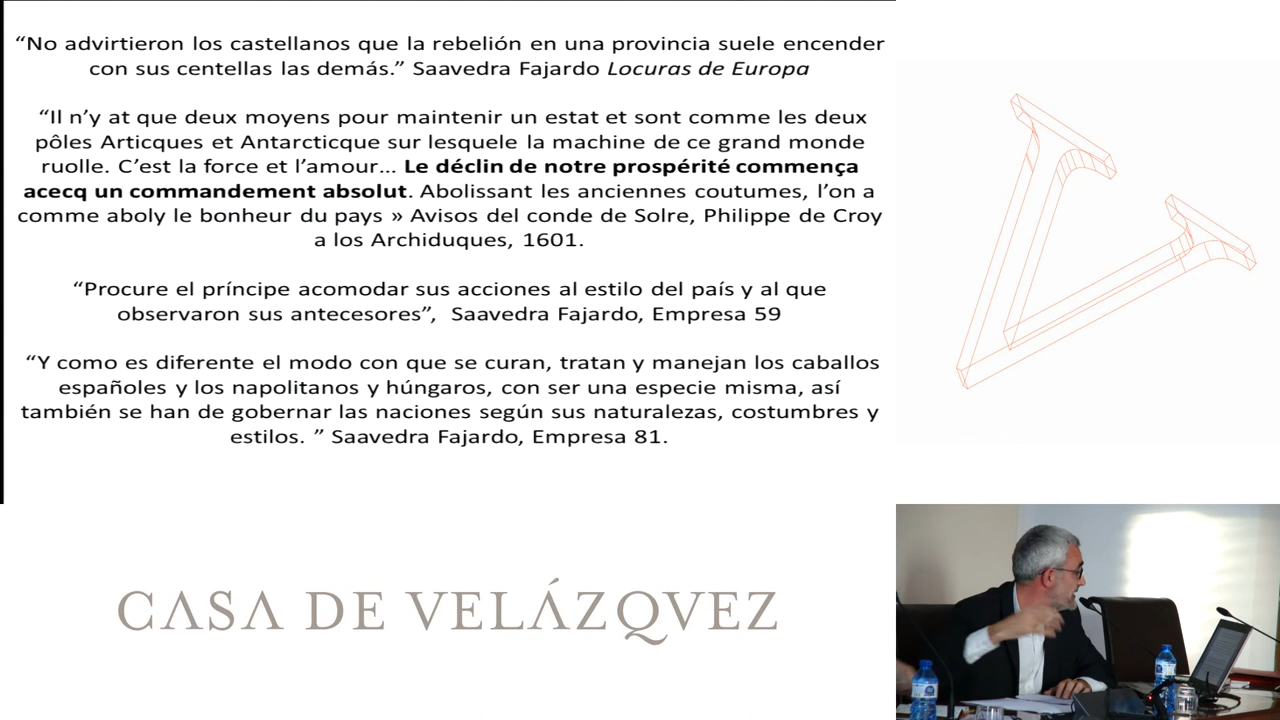 “No advirtieron los castellanos que la rebelión en una provincia suele encender
con sus centellas las demás.” Saavedra Fajardo Locuras de Europa
“Il n’y at que deux moyens pour maintenir un estat et sont comme les deux
pôles Articques et Antarcticque sur lesquele la machine de ce grand monde
ruolle. C’est la force et l’amour... Le déclin de notre prospérité commença
acecq un commandement absolut. Abolissant les anciennes coutumes, l’on a
comme aboly le bonheur du pays » Avisos del conde de Solre, Philippe de Croy
a los Archiduques, 1601.
“Procure el príncipe acomodar sus acciones al estilo del país y al que
observaron sus antecesores”, Saavedra Fajardo, Empresa 59
“Y como es diferente el modo con que se curan, tratan y manejan los caballos
españoles y los napolitanos y húngaros, con ser una especie misma, así
también se han de gobernar las naciones según sus naturalezas, costumbres y
estilos. ” Saavedra Fajardo, Empresa 81.
CASA DE VELÁZQVEZ